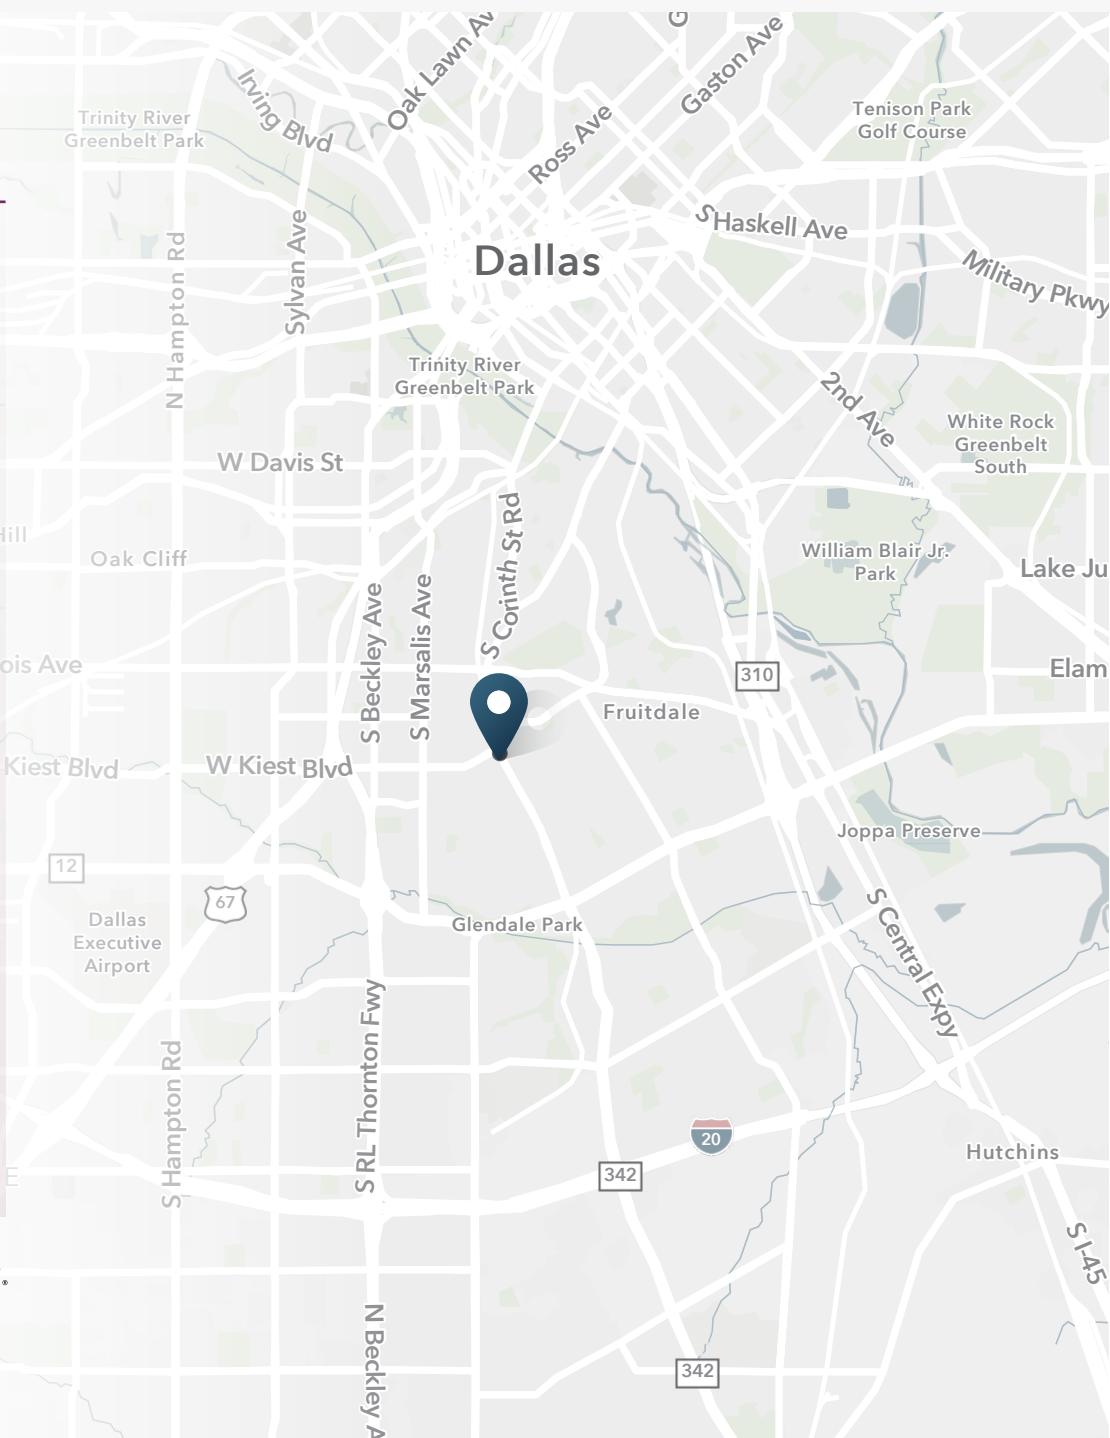 Oak Lawn Av
G
Gaston Ave
Irving Blvd
Trinity River
Greenbelt Park
Ross Ave
Tenison Park
Golf Course
S Haskell Ave
Sylvan Ave
N Hampton Rd
Dallas
Military Pkwy
Trinity River
Greenbelt Park
2nd Ave
White Rock
Greenbelt
South
W Davis St
S Corinth St Rd
Hill
Oak Cliff
William Blair Jr.
Park
Lake Ju
S Beckley Ave
S Marsalis Ave
ois Ave
310
Elam
Fruitdale
Kiest Blvd
W Kiest Blvd
Joppa Preserve
12
67
Dallas
Executive
Airport
Glendale Park
S Central Expy
S RL Thornton Fwy
S Hampton Rd
20
342
Hutchins
E
S I-45
®
N Beckley A
342